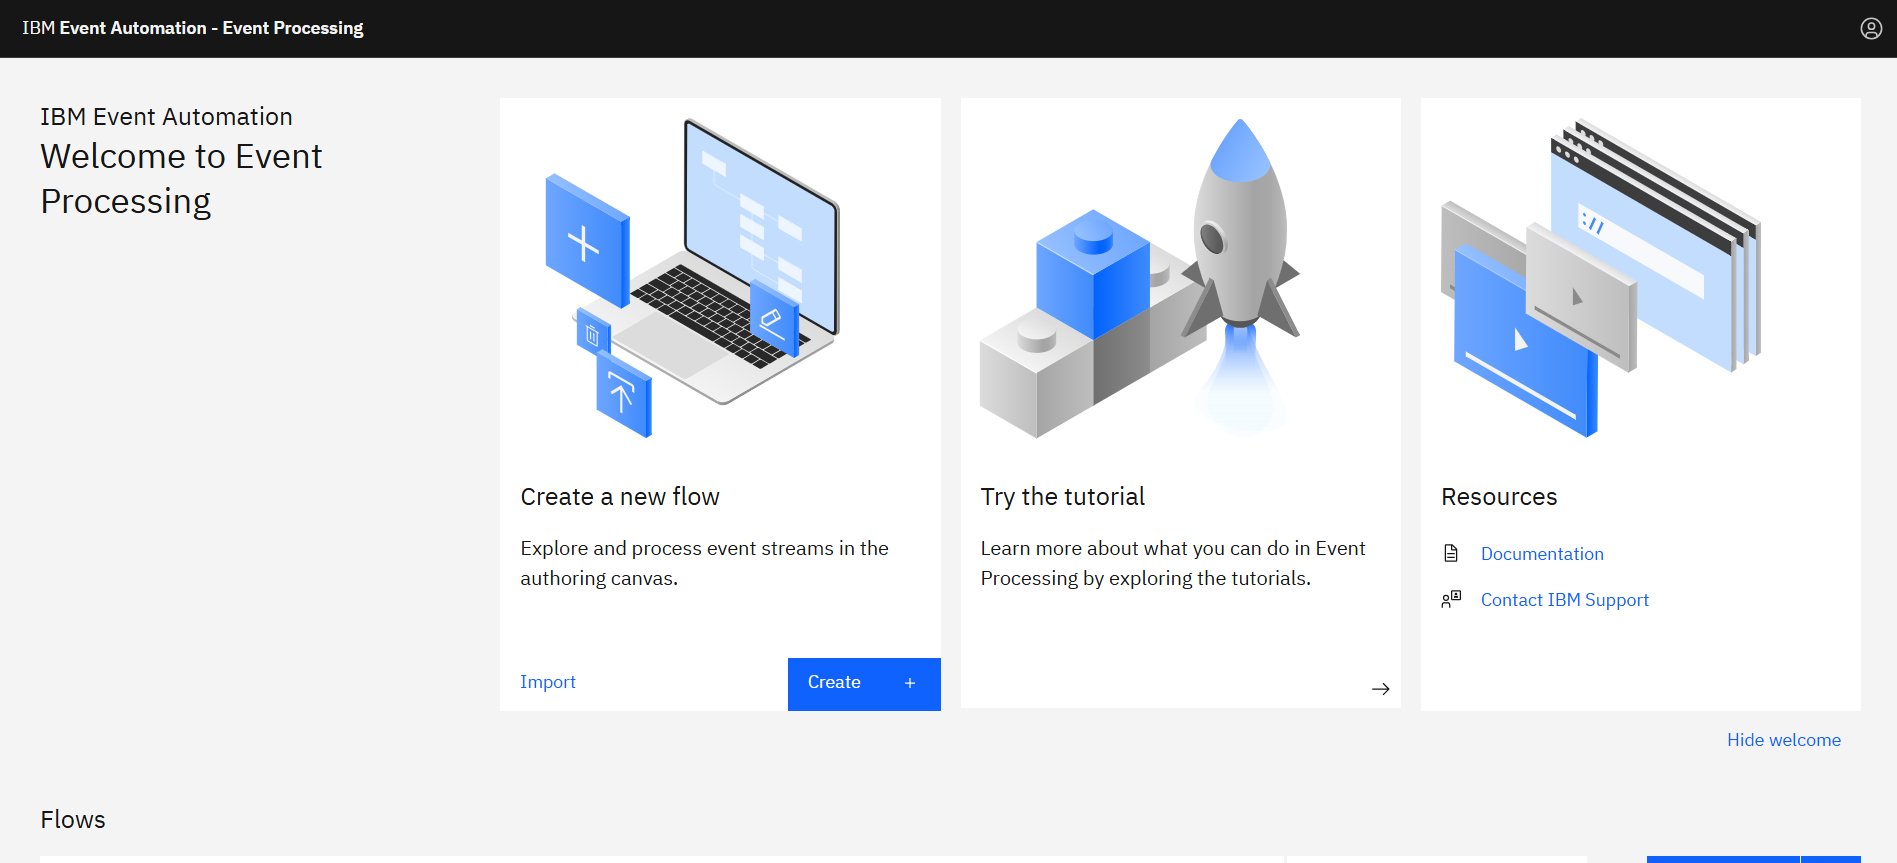 IBM Event Automation - Event Processing
IBM Event Automation
Welcome to Event
Processing
://
Create a new flow
Explore and process event streams in the
authoring canvas.
Import
Create +
Try the tutorial
Learn more about what you can do in Event
Processing by exploring the tutorials.
Resources
Documentation
Contact IBM Support
Hide welcome
Flows